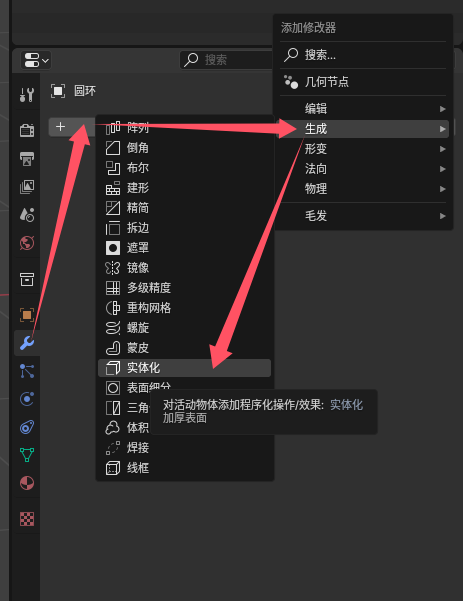 添加修改器
搜索
搜索...
几何节点
圆环
编辑
生成
形变
法向
物理
毛发
阵列
倒角
布尔
建形
精简
拆边
遮罩
镜像
多级精度
重构网格
螺旋
蒙皮
实体化
表面细分
三角
体积
焊接
线框
对活动物体添加程序化操作/效果: 实体化
加厚表面